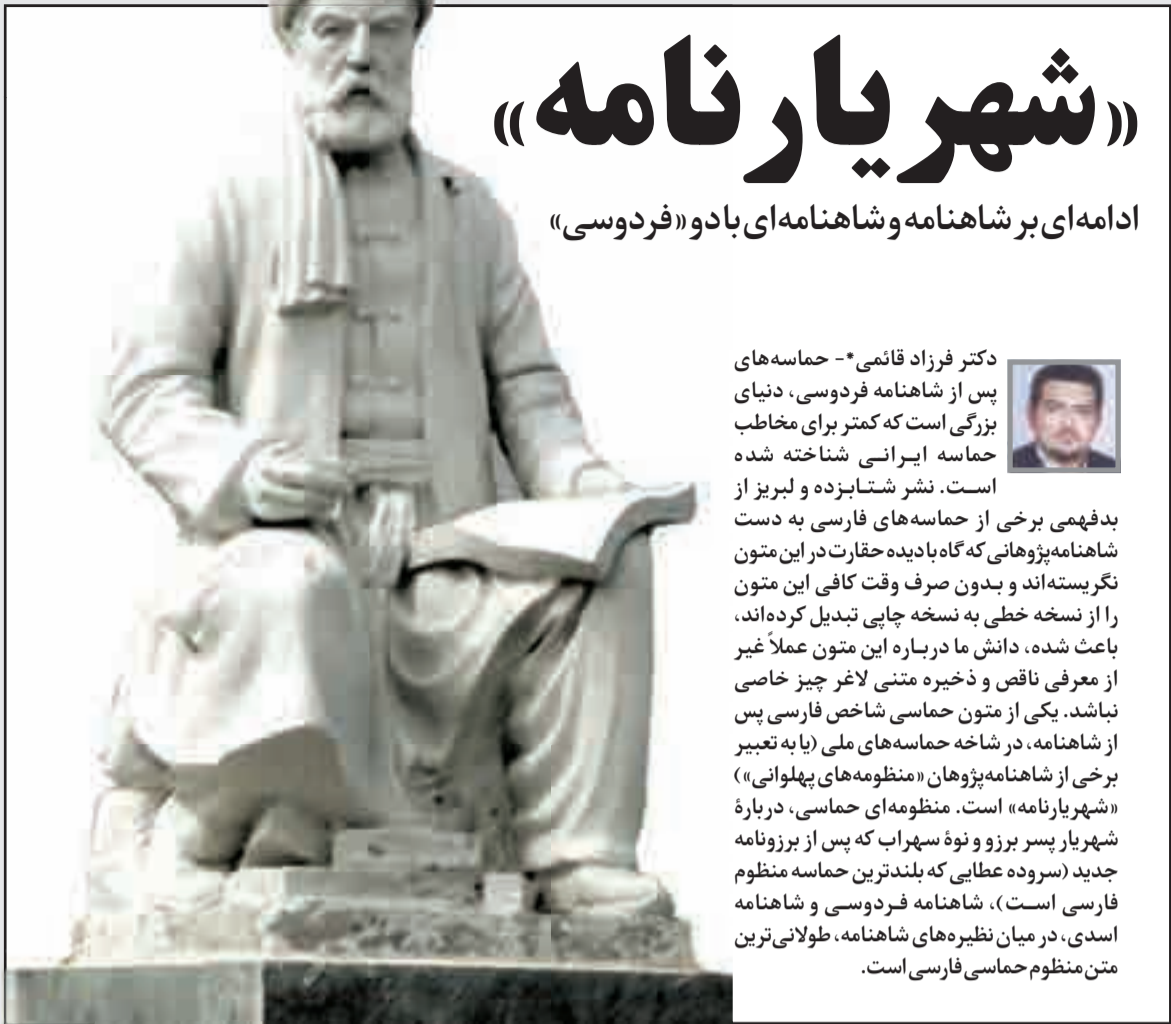 «شهریارنامه»
ادامه‌ای بر شاهنامه و شاهنامه‌ای با دو «فردوسی»
دکتر فرزاد قائمی*- حماسه‌های
پس از شاهنامه فردوسی، دنیای
بزرگی است که کمتر برای مخاطب
حماسه ایرانی شناخته شده
است. نشر شتابزده و لبریز از
بدفهمی برخی از حماسه‌های فارسی به دست
شاهنامه‌پژوهانی که گاه با دیده حقارت در این متون
نگریسته‌اند و بدون صرف وقت کافی این متون
را از نسخه خطی به نسخه چاپی تبدیل کرده‌اند،
باعث شده، دانش ما درباره این متون عملاً غیر
از معرفی ناقص و ذخیره متنی لاغر چیز خاصی
نباشد. یکی از متون حماسی شاخص فارسی پس
از شاهنامه، در شاخه حماسه‌های ملی (یا به تعبیر
برخی از شاهنامه‌پژوهان «منظومه‌های پهلوانی»)
«شهریارنامه» است. منظومه‌ای حماسی، دربارهٔ
شهریار پسر برزو و نوهٔ سهراب که پس از برزونامه
جدید (سروده عطایی که بلندترین حماسه منظوم
فارسی است)، شاهنامه فردوسی و شاهنامه
اسدی، در میان نظیره‌های شاهنامه، طولانی‌ترین
متن منظوم حماسی فارسی است.